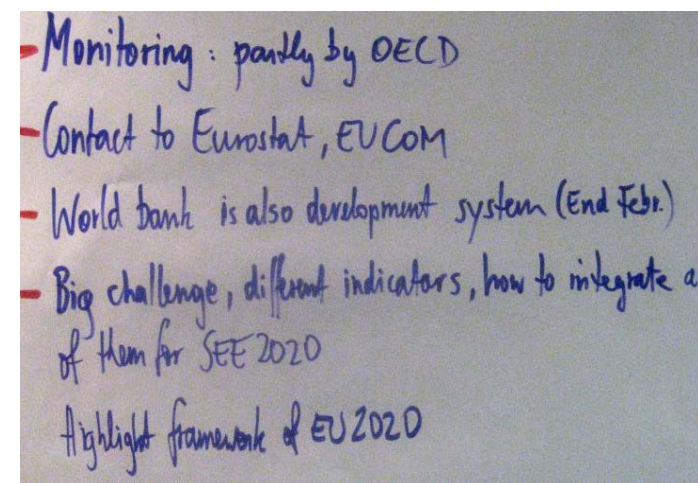 - Monitoring : partly by OECD
- Contact to Eurostat, EUCOM
- World bank is also development system (End Febr.)
- Big challenge, different indicators, how to integrate a
of them for SEE 2020
Highlight framework of EU2020